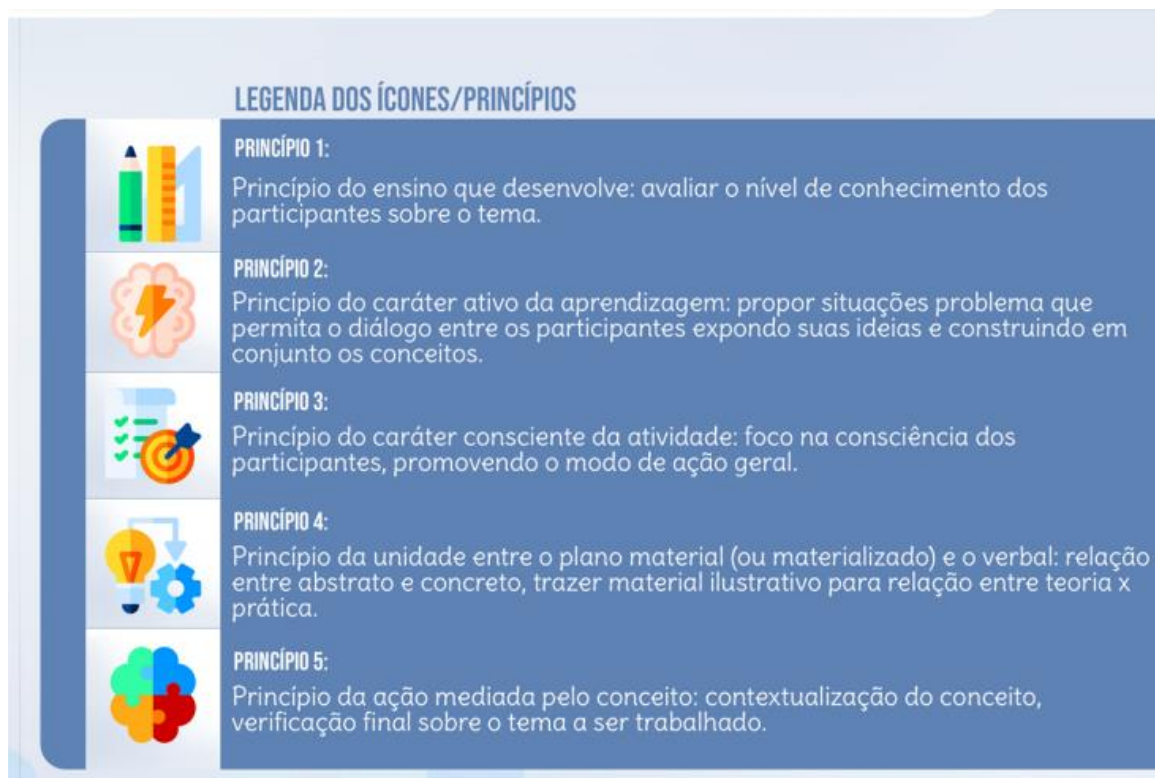 LEGENDA DOS ÍCONES/PRINCÍPIOS
PRINCÍPIO 1:
Princípio do ensino que desenvolve: avaliar o nível de conhecimento dos
participantes sobre o tema.
PRINCÍPIO 2:
Princípio do caráter ativo da aprendizagem: propor situações problema que
permita o diálogo entre os participantes expondo suas ideias e construindo em
conjunto os conceitos.
PRINCÍPIO 3:
Princípio do caráter consciente da atividade: foco na consciência dos
participantes, promovendo o modo de ação geral.
PRINCÍPIO 4:
Princípio da unidade entre o plano material (ou materializado) e o verbal: relação
entre abstrato e concreto, trazer material ilustrativo para relação entre teoria x
prática.
PRINCÍPIO 5:
Princípio da ação mediada pelo conceito: contextualização do conceito,
verificação final sobre o tema a ser trabalhado.